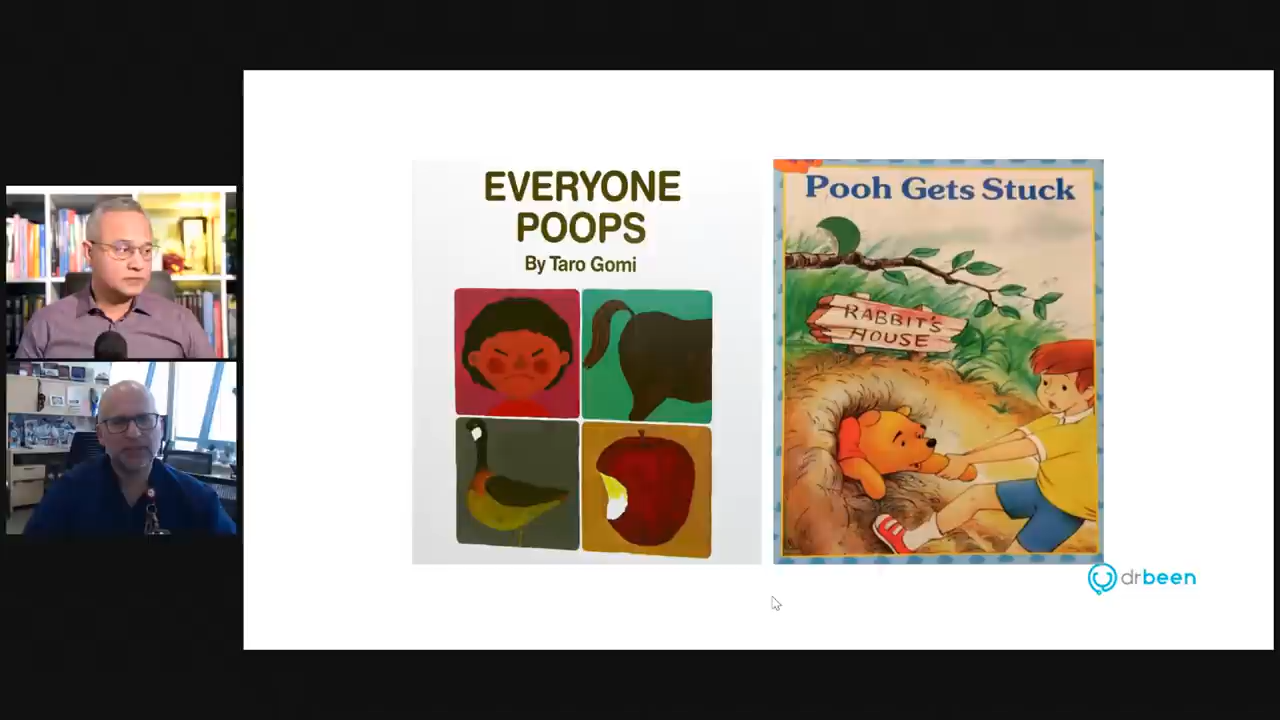 EVERYONE
POOPS
By Taro Gomi
Pooh Gets Stuck
RABBIT'S
HOUSE
drbeen